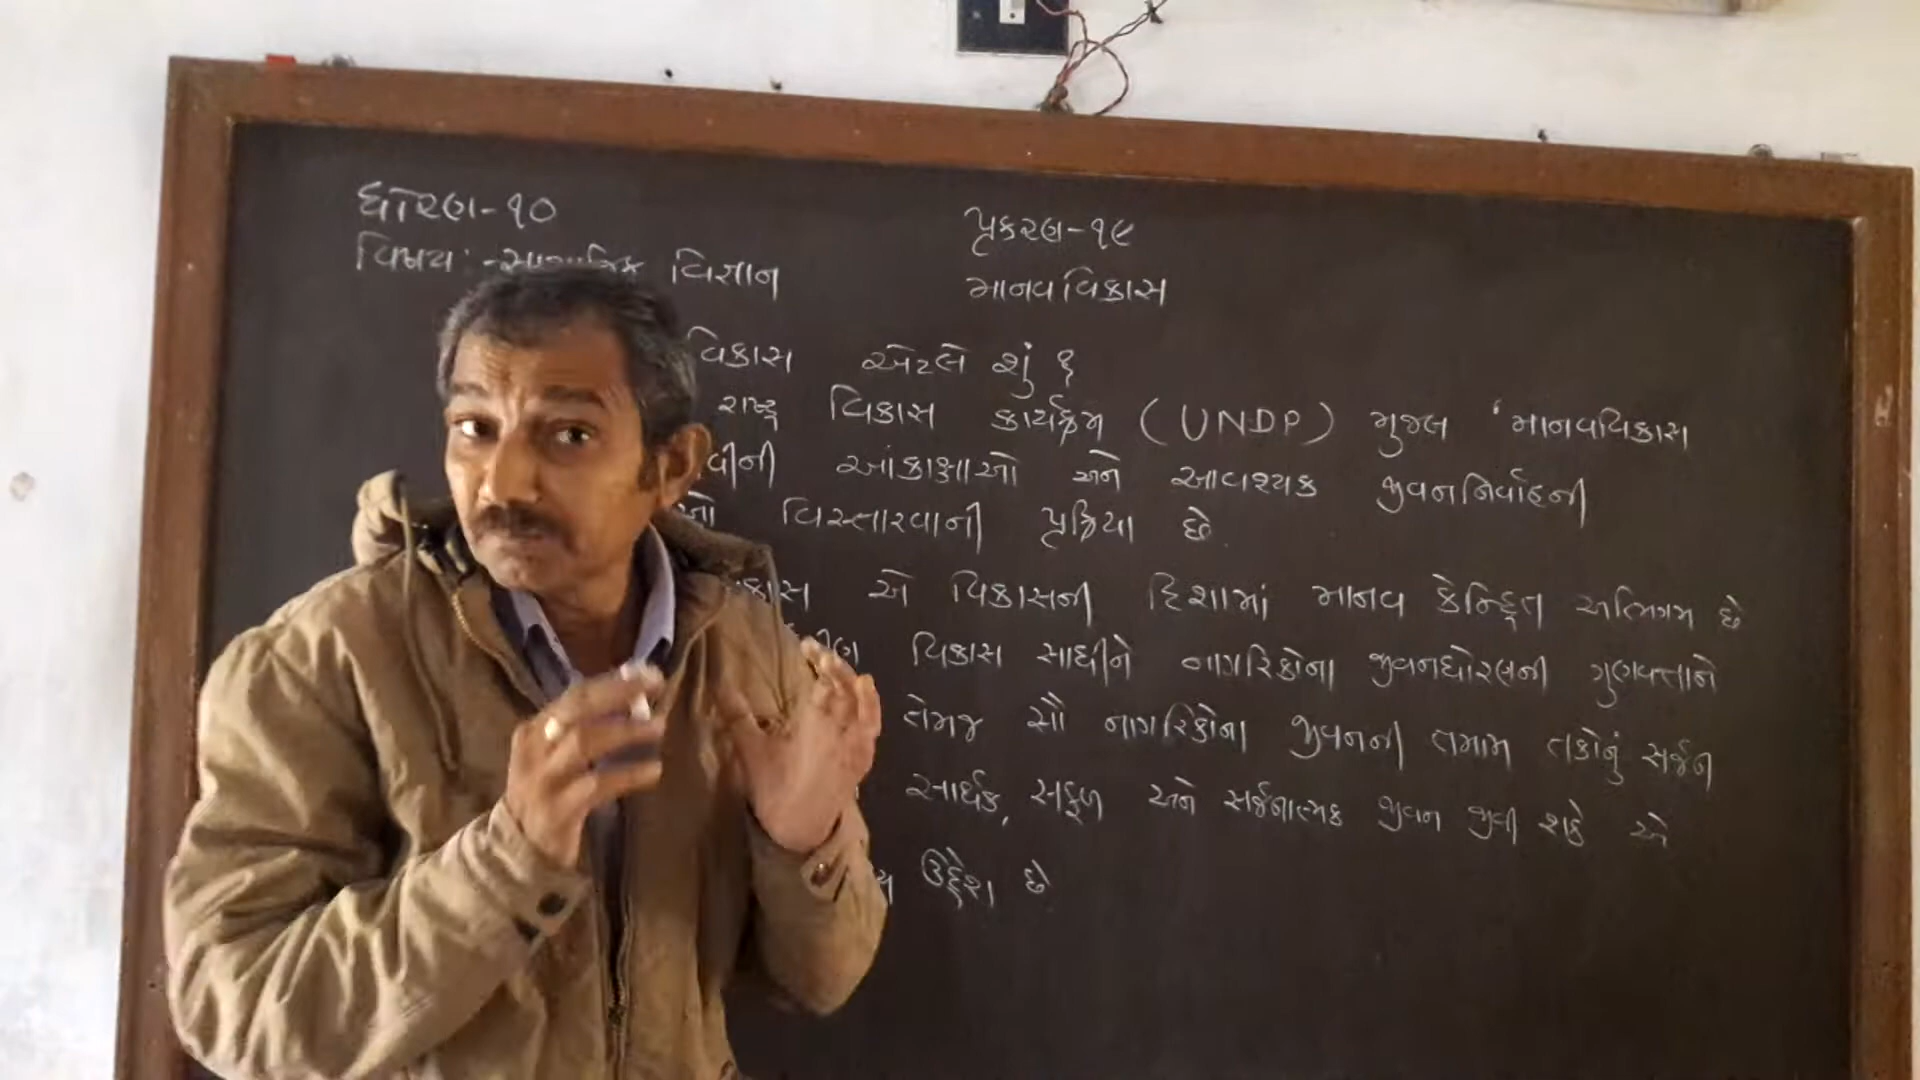 ધોરણ-૧૦
વિષય:-સામાજિક વિજ્ઞાન
પ્રકરણ-૧૯
માનવવિકાસ
વિકાસ એટલે શું ?
રાષ્ટ્ર વિકાસ કાર્યક્રમ (UNDP) મુજબ 'માનવવિકાસ
વીની આંકાક્ષાઓ અને આવશ્યક જીવનનિર્વાહની
ઓ વિસ્તારવાની પ્રક્રિયા છે.
કાસ એ વિકાસની દિશામાં માનવ કેન્દ્રિત અભિગમ છે
વિકાસ સાધીને નાગરિકોના જીવનધોરણની ગુણવત્તાને
તેમજ સૌ નાગરિકોના જીવનની તમામ તકોનું સર્જન
સાર્થક, સફળ અને સર્જનાત્મક જીવન જીવી શકે એ
ઉદ્દેશ છે.